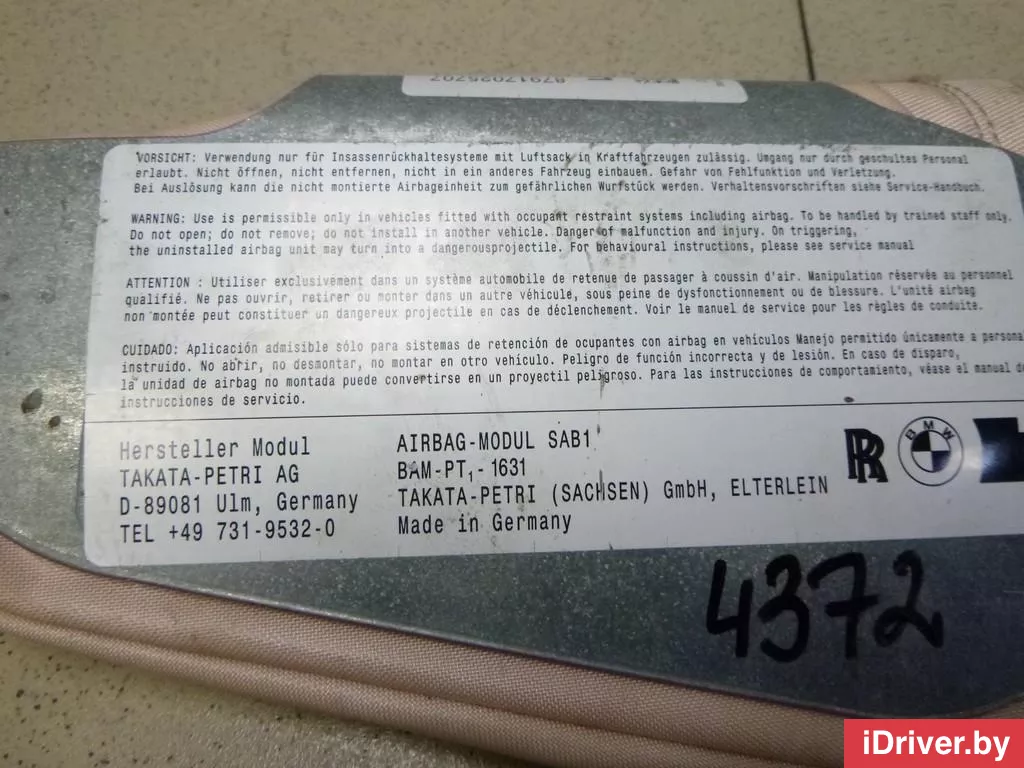 87917025707
VORSICHT: Verwendung nur für Insassenrückhaltesysteme mit Luftsack in Kraftfahrzeugen zulässig. Umgang nur durch geschultes Personal
erlaubt. Nicht öffnen, nicht entfernen, nicht in ein anderes Fahrzeug einbauen. Gefahr von Fehlfunktion und Verletzung.
Bei Auslösung kann die nicht montierte Airbageinheit zum gefährlichen Wurfstück werden. Verhaltensvorschriften siehe Service-Handbuch.
WARNING: Use is permissible only in vehicles fitted with occupant restraint systems including airbag. To be handled by trained staff only.
Do not open; do not remove; do not install in another vehicle. Danger of malfunction and injury. On triggering,
the uninstalled airbag unit may turn into a dangerousprojectile. For behavioural instructions, please see service manual
ATTENTION : Utiliser exclusivement dans un système automobile de retenue de passager à coussin d'air. Manipulation réservée au personnel
qualifié. Ne pas ouvrir, retirer ou monter dans un autre véhicule, sous peine de dysfonctionnement ou de blessure. L'unité airbag
non montée peut constituer un dangereux projectile en cas de déclenchement. Voir le manuel de service pour les règles de conduite.
CUIDADO: Aplicación admisible sólo para sistemas de retención de ocupantes con airbag en vehículos Manejo permitido únicamente a persona
instruido. No abrir, no desmontar, no montar en otro vehículo. Peligro de función incorrecta y de lesión. En caso de disparo,
la unidad de airbag no montada puede convertirse en un proyectil peligroso. Para las instrucciones de comportamiento, véase el manual de
instrucciones de servicio.
Hersteller Modul
TAKATA-PETRI AG
D-89081 Ulm, Germany
TEL +49 731-9532-0
AIRBAG-MODUL SAB1
BAM-PT₁-1631
TAKATA-PETRI (SACHSEN) GmbH, ELTERLEIN
Made in Germany
RR
BMW
4372
iDriver.by